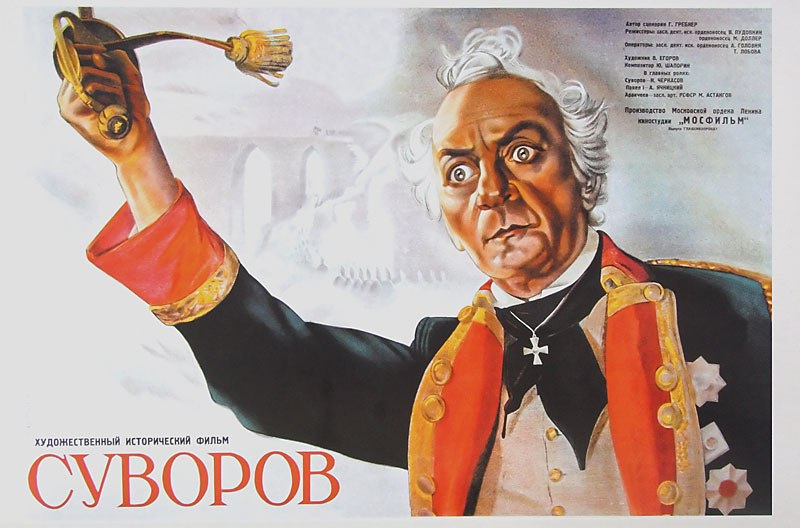 Автор сценария Г. ГРЕБНЕР
Режиссеры: засл. деят. иск. орденоносец В. ПУДОВКИН
орденоносец М. ДОЛЛЕР
Операторы: засл. деят. иск. орденоносец А. ГОЛОВНЯ
Т. ЛОБОВА
Художник В. ЕГОРОВ
Композитор Ю. ШАПОРИН
В главных ролях:
Суворов – Н. ЧЕРКАСОВ
Павел I – А. ЯЧНИЦКИЙ
Аракчеев – засл. арт. РСФСР М. АСТАНГОВ
Производство Московской ордена Ленина
киностудии „МОСФИЛЬМ"
ХУДОЖЕСТВЕННЫЙ ИСТОРИЧЕСКИЙ ФИЛЬМ
СУВОРОВ